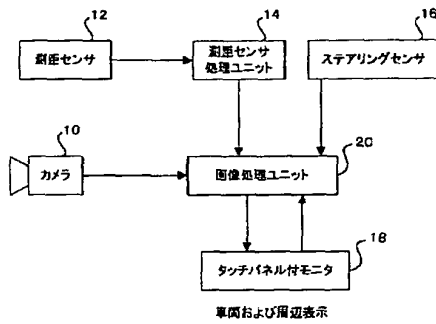 12
14
16
測距センサ
測距センサ
処理ユニット
ステアリングセンサ
10
カメラ
20
画像処理ユニット
18
タッチパネル付モニタ
車両および周辺表示